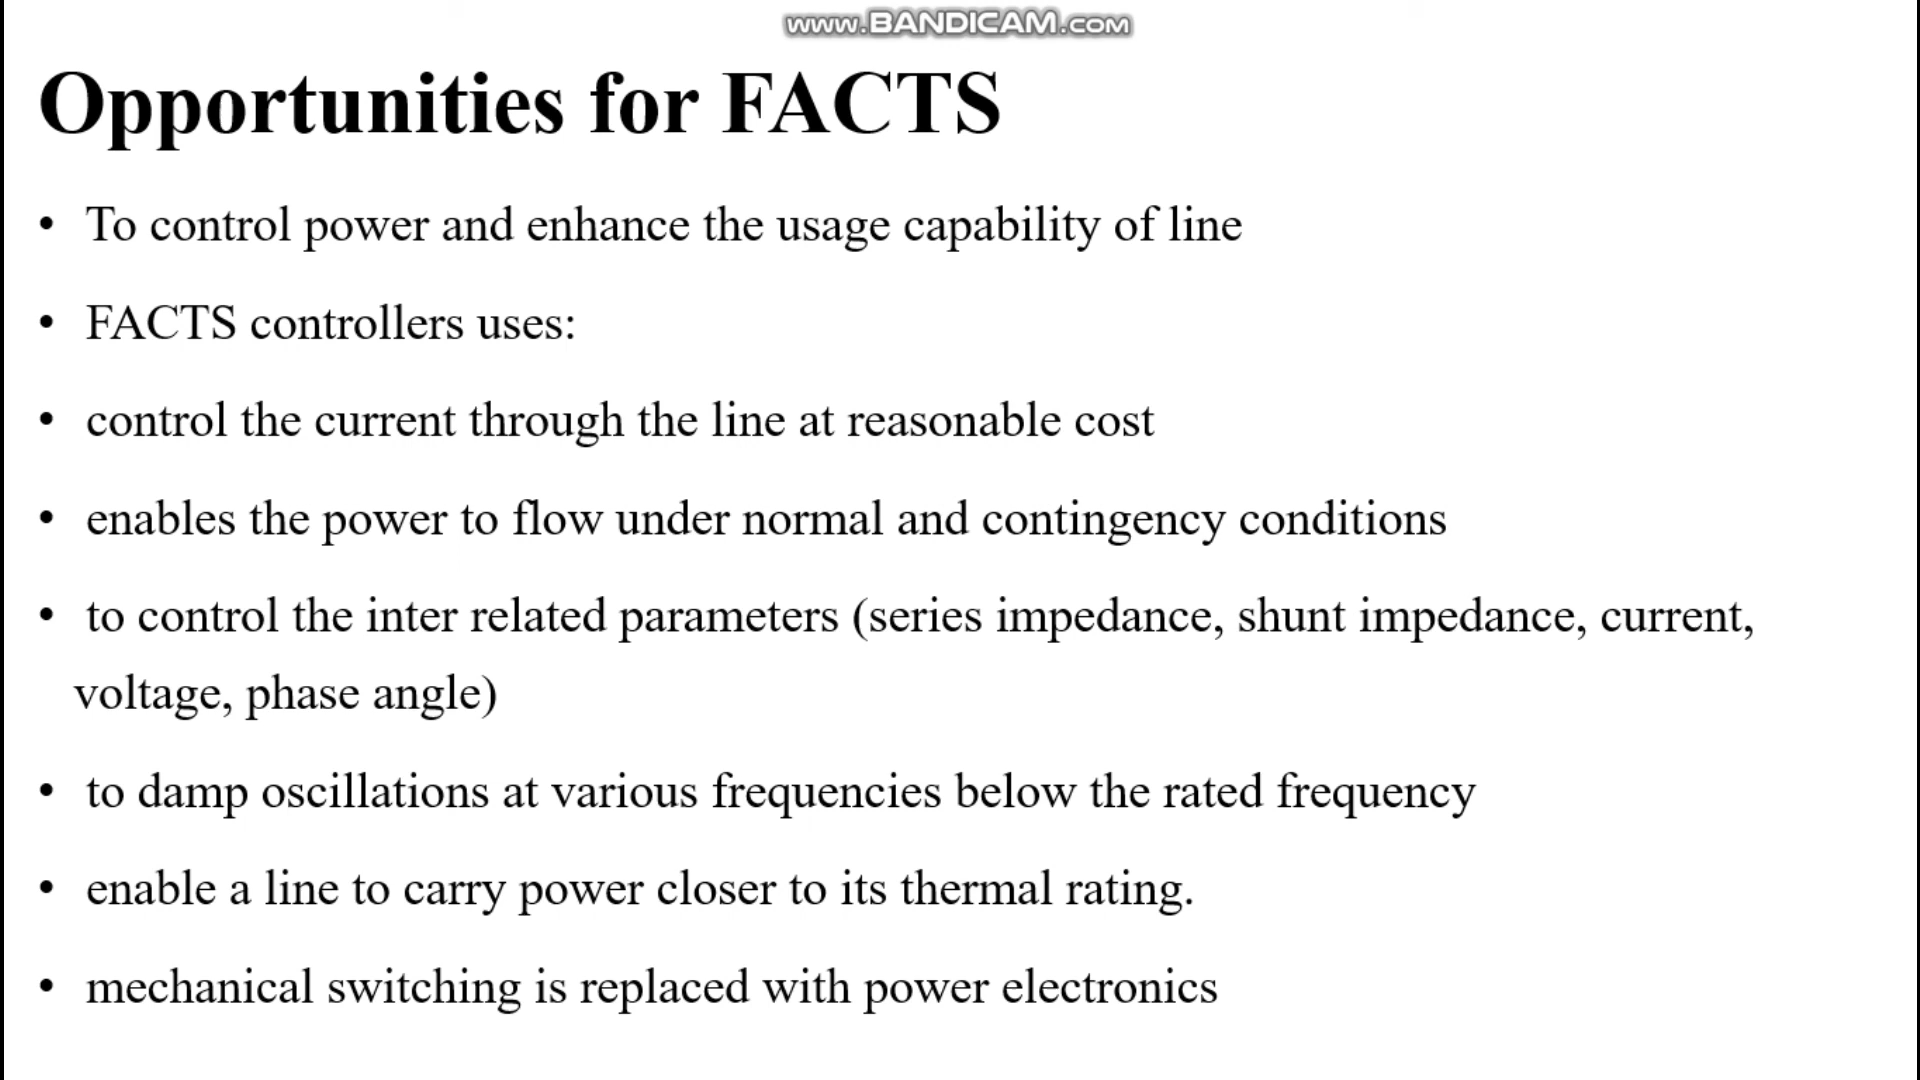 www.BANDICAM.com
Opportunities for FACTS
• To control power and enhance the usage capability of line
• FACTS controllers uses:
• control the current through the line at reasonable cost
• enables the power to flow under normal and contingency conditions
• to control the inter related parameters (series impedance, shunt impedance, current,
voltage, phase angle)
• to damp oscillations at various frequencies below the rated frequency
• enable a line to carry power closer to its thermal rating.
• mechanical switching is replaced with power electronics